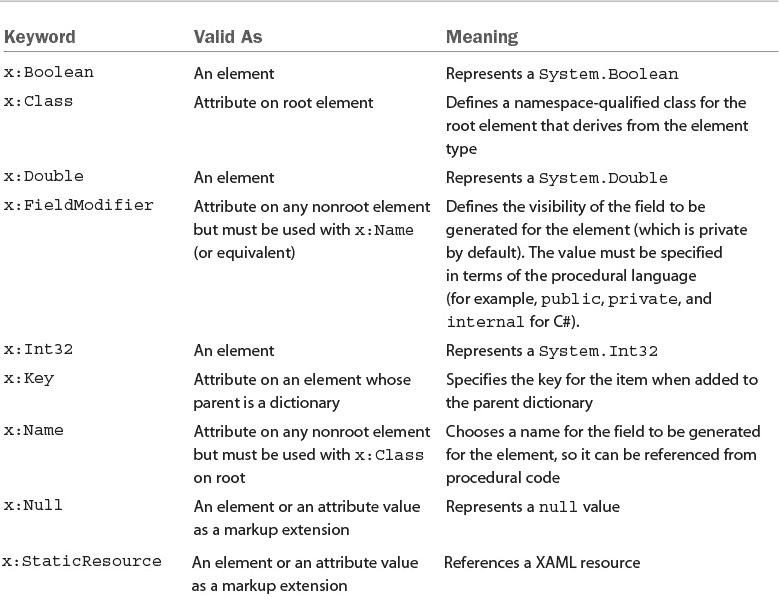 Keyword Valid As Meaning
x:Boolean An element Represents a System.Boolean
x:Class Attribute on root element Defines a namespace-qualified class for the
root element that derives from the element
type
x:Double An element Represents a System.Double
x:FieldModifier Attribute on any nonroot element Defines the visibility of the field to be
but must be used with x:Name generated for the element (which is private
(or equivalent) by default). The value must be specified
in terms of the procedural language
(for example, public, private, and
internal for C#).
x:Int32 An element Represents a System.Int32
x:Key Attribute on an element whose Specifies the key for the item when added to
parent is a dictionary the parent dictionary
x:Name Attribute on any nonroot element Chooses a name for the field to be generated
but must be used with x:Class for the element, so it can be referenced from
on root procedural code
x:Null An element or an attribute value Represents a null value
as a markup extension
x:StaticResource An element or an attribute value References a XAML resource
as a markup extension